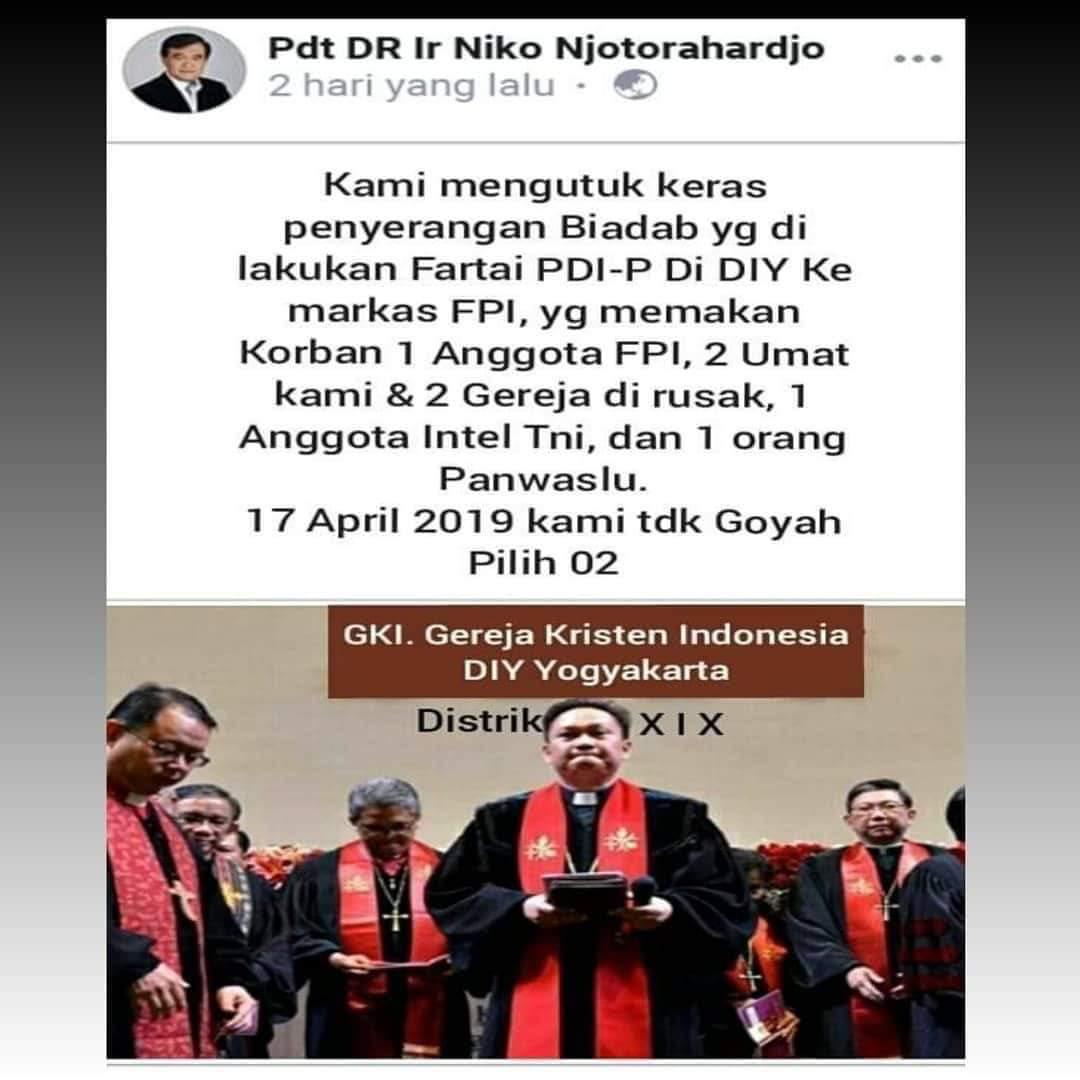 Pdt DR Ir Niko Njotorahardjo
2 hari yang lalu ·
Kami mengutuk keras
penyerangan Biadab yg di
lakukan Fartai PDI-P Di DIY Ke
markas FPI, yg memakan
Korban 1 Anggota FPI, 2 Umat
kami & 2 Gereja di rusak, 1
Anggota Intel Tni, dan 1 orang
Panwaslu.
17 April 2019 kami tdk Goyah
Pilih 02
GKI. Gereja Kristen Indonesia
DIY Yogyakarta
Distrik X I X